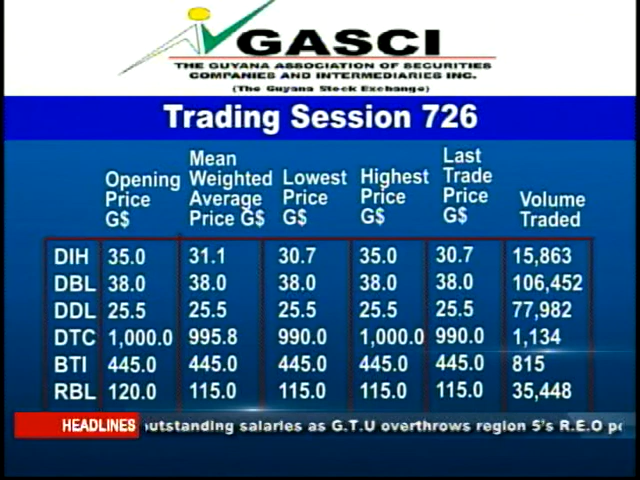 GASCI
THE GUYANA ASSOCIATION OF SECURITIES
COMPANIES AND INTERMEDIARIES INC.
(The Guyana Stock Exchange)
Trading Session 726
Opening Price G$ Mean Weighted Average Price G$ Lowest Price G$ Highest Price G$ Last Trade Price G$ Volume Traded
DIH 35.0 31.1 30.7 35.0 30.7 15,863
DBL 38.0 38.0 38.0 38.0 38.0 106,452
DDL 25.5 25.5 25.5 25.5 25.5 77,982
DTC 1,000.0 995.8 990.0 1,000.0 990.0 1,134
BTI 445.0 445.0 445.0 445.0 445.0 815
RBL 120.0 115.0 115.0 115.0 115.0 35,448
HEADLINES outstanding salaries as G.T.U overthrows region 5's R.E.O